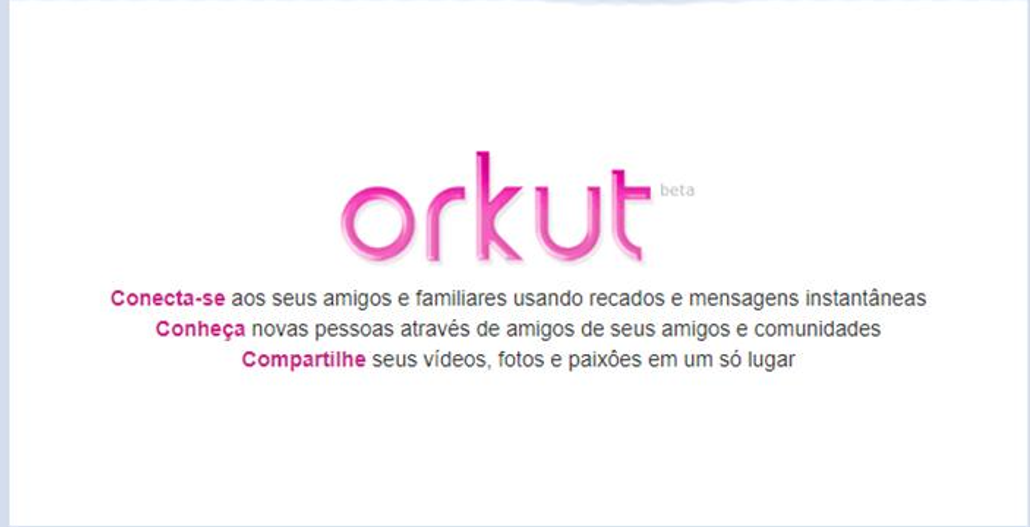 orkut beta
Conecta-se aos seus amigos e familiares usando recados e mensagens instantâneas
Conheça novas pessoas através de amigos de seus amigos e comunidades
Compartilhe seus vídeos, fotos e paixões em um só lugar